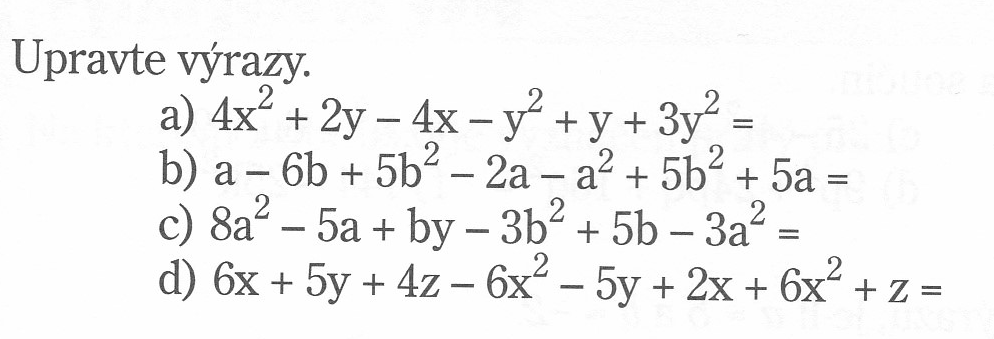 Upravte výrazy.
a) 4x² + 2y – 4x – y² + y + 3y² =
b) a – 6b + 5b² – 2a – a² + 5b² + 5a =
c) 8a² – 5a + by – 3b² + 5b – 3a² =
d) 6x + 5y + 4z – 6x² – 5y + 2x + 6x² + z =